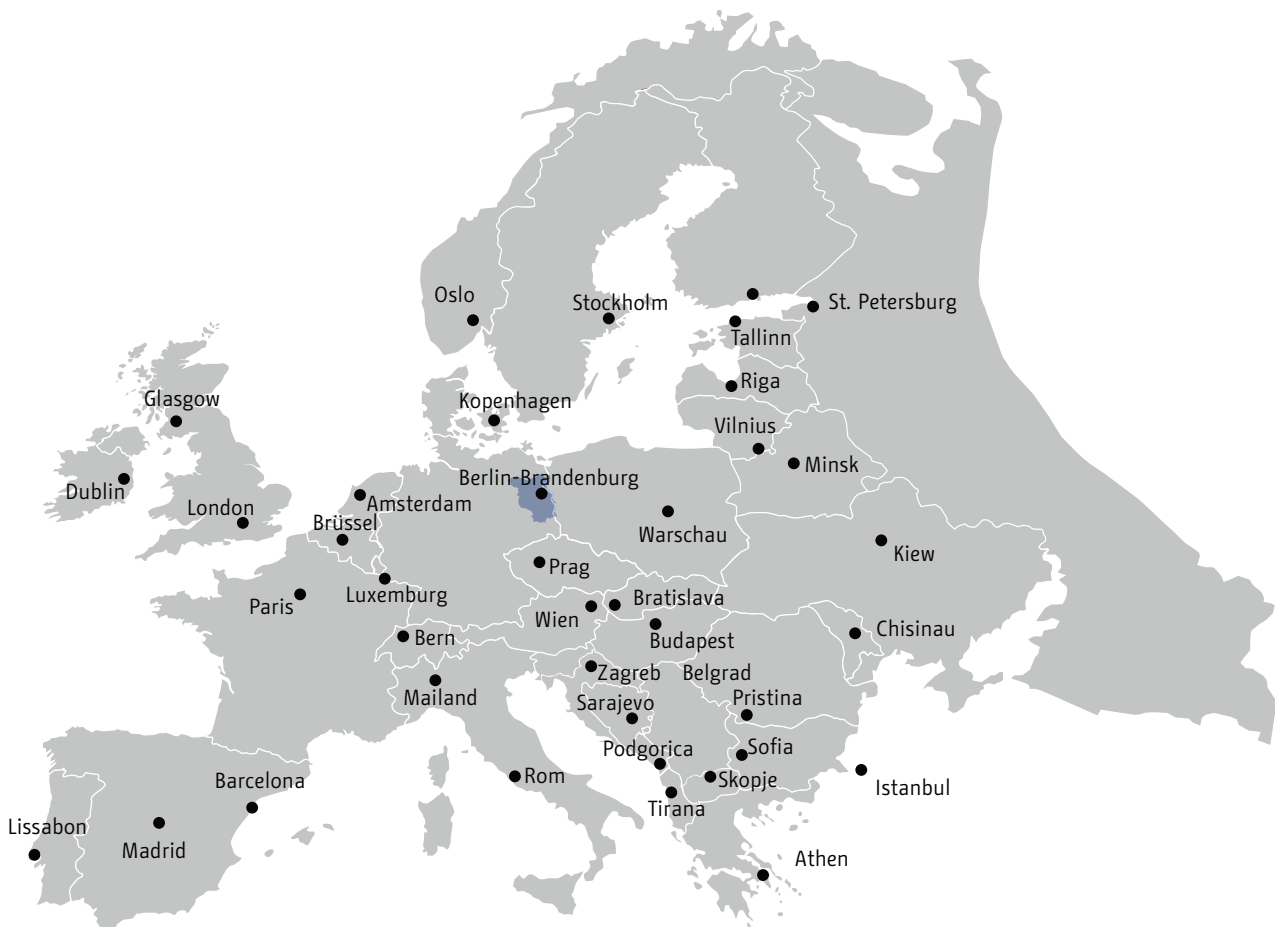 Oslo
Stockholm
St. Petersburg
Tallinn
Riga
Glasgow
Kopenhagen
Vilnius
Minsk
Dublin
Berlin-Brandenburg
London
Amsterdam
Brüssel
Warschau
Kiew
Prag
Luxemburg
Paris
Wien
Bratislava
Bern
Budapest
Chisinau
Zagreb
Belgrad
Mailand
Sarajevo
Pristina
Podgorica
Sofia
Barcelona
Rom
Skopje
Istanbul
Tirana
Lissabon
Madrid
Athen